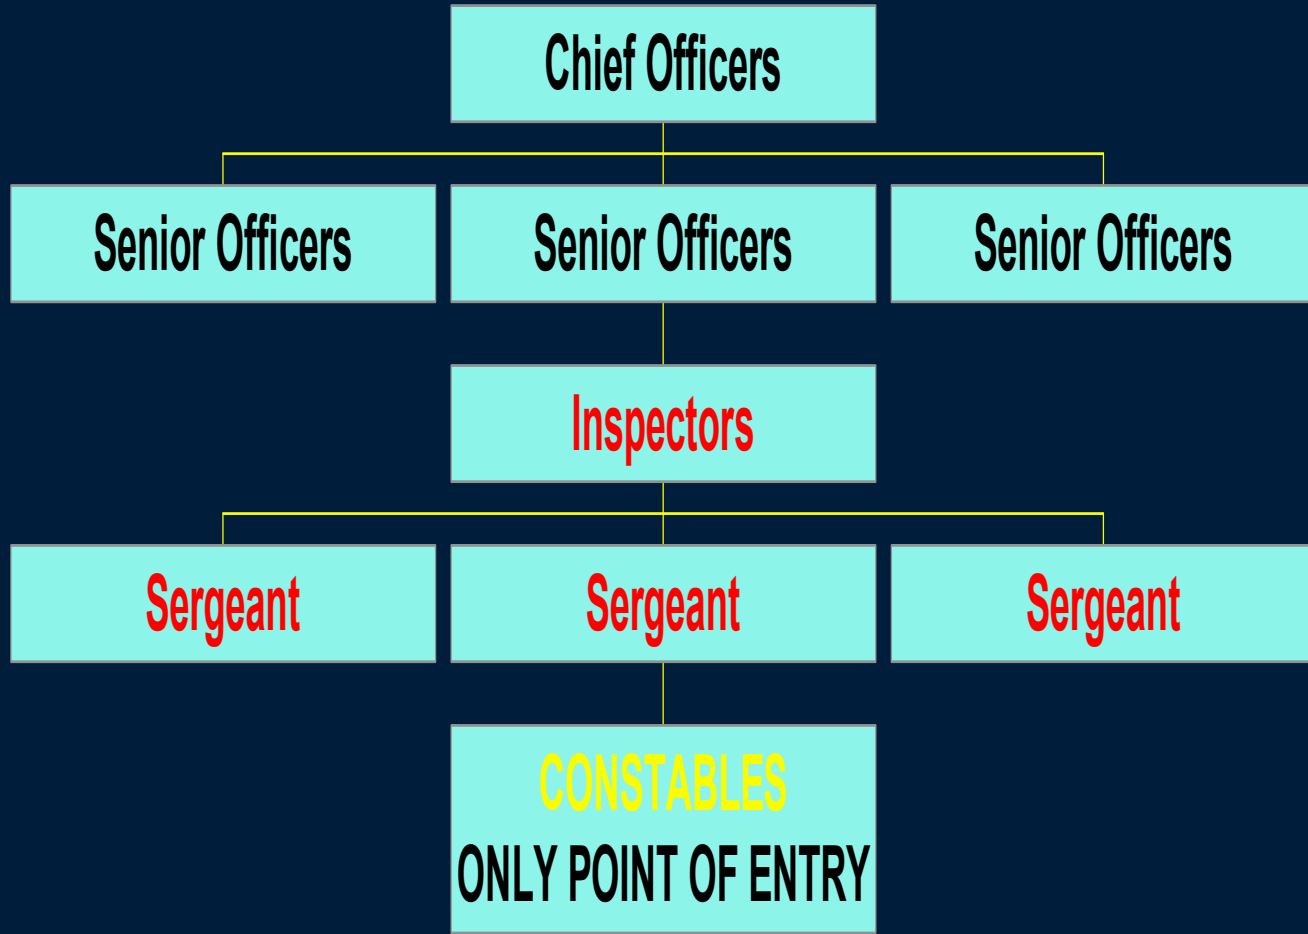 Chief Officers
Senior Officers
Senior Officers
Senior Officers
Inspectors
Sergeant
Sergeant
Sergeant
CONSTABLES
ONLY POINT OF ENTRY